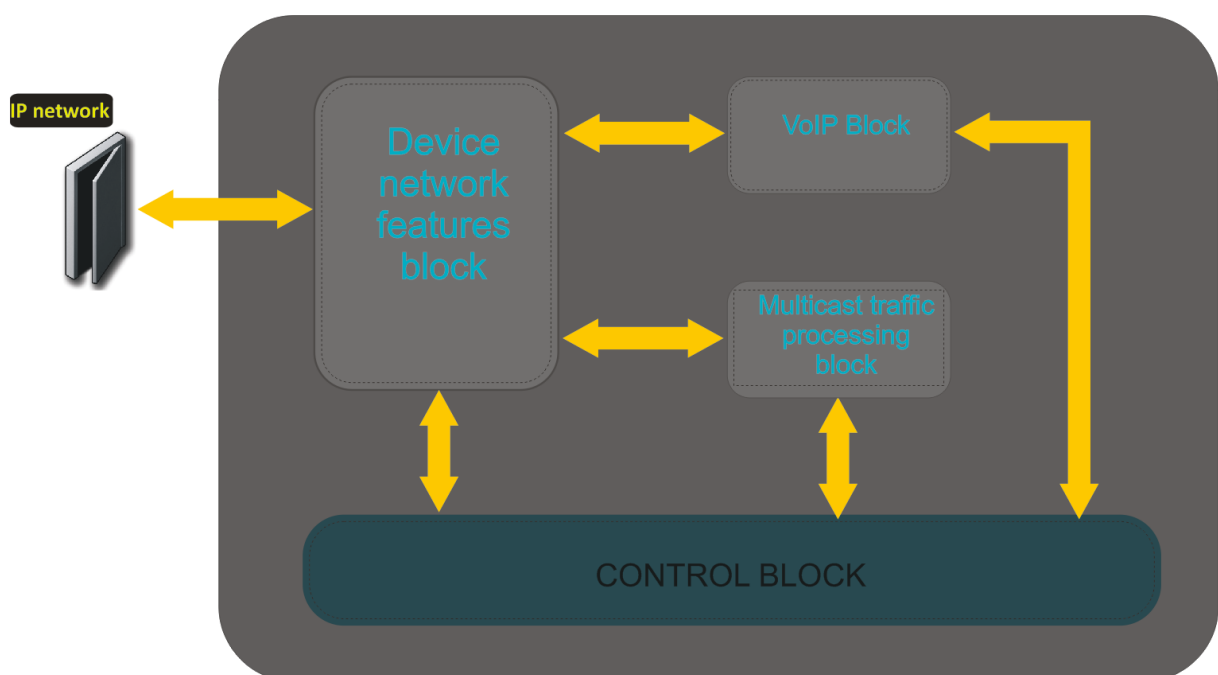 IP network
Device
network
features
block
VoIP Block
Multicast traffic
processing
block
CONTROL BLOCK